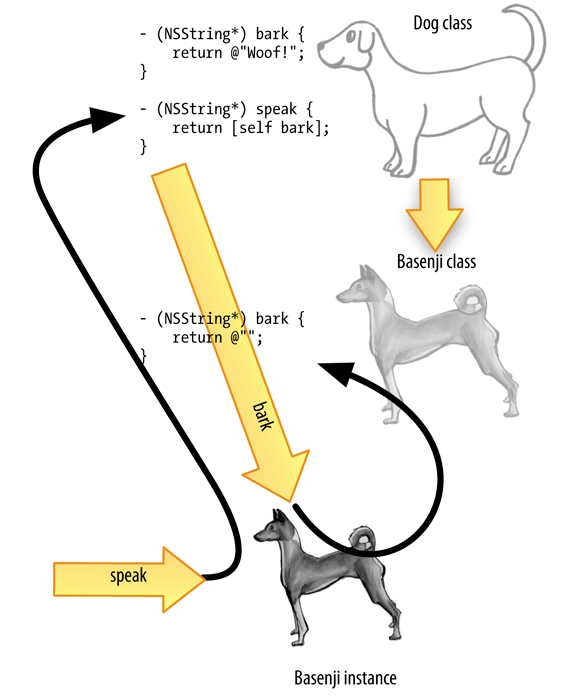 Dog class
- (NSString*) bark {
return @"Woof!";
}
- (NSString*) speak {
return [self bark];
}
Basenji class
- (NSString*) bark {
return @"";
}
bark
speak
Basenji instance